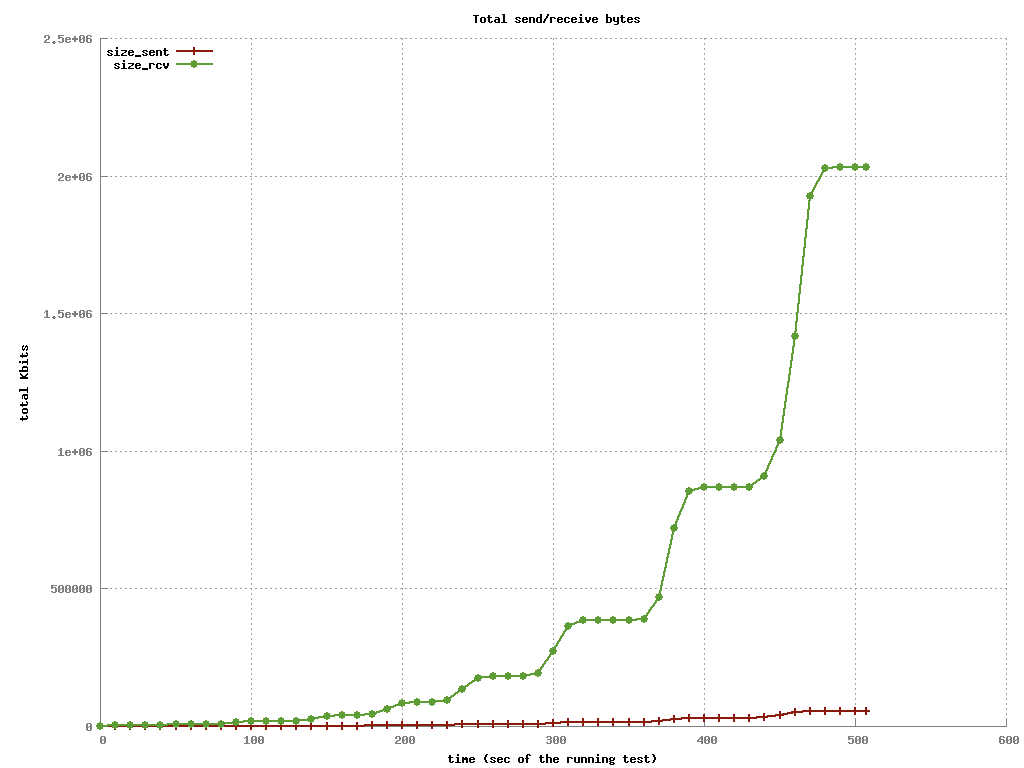 Total send/receive bytes
2.5e+06
size_sent
size_rcv
2e+06
1.5e+06
total Kbits
1e+06
500000
0
0 100 200 300 400 500 600
time (sec of the running test)